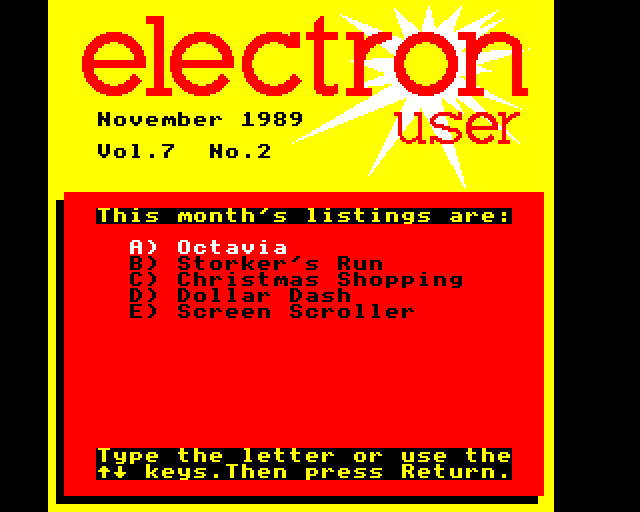 electron
user
November 1989
Vol.7 No.2
This month's listings are:
A) Octavia
B) Storker's Run
C) Christmas Shopping
D) Dollar Dash
E) Screen Scroller
Type the letter or use the
↑↓ keys.Then press Return.